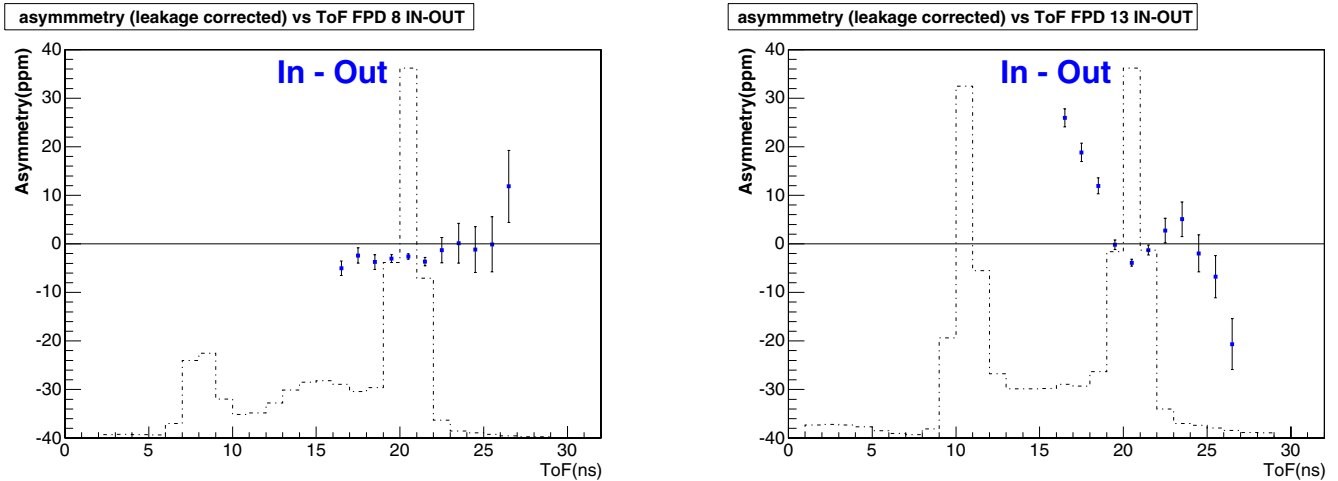 asymmmetry (leakage corrected) vs ToF FPD 8 IN-OUT
Asymmetry(ppm)
In - Out
40
30
20
10
0
-10
-20
-30
-40
0 5 10 15 20 25 30
ToF(ns)
asymmmetry (leakage corrected) vs ToF FPD 13 IN-OUT
Asymmetry(ppm)
In - Out
40
30
20
10
0
-10
-20
-30
-40
0 5 10 15 20 25 30
ToF(ns)